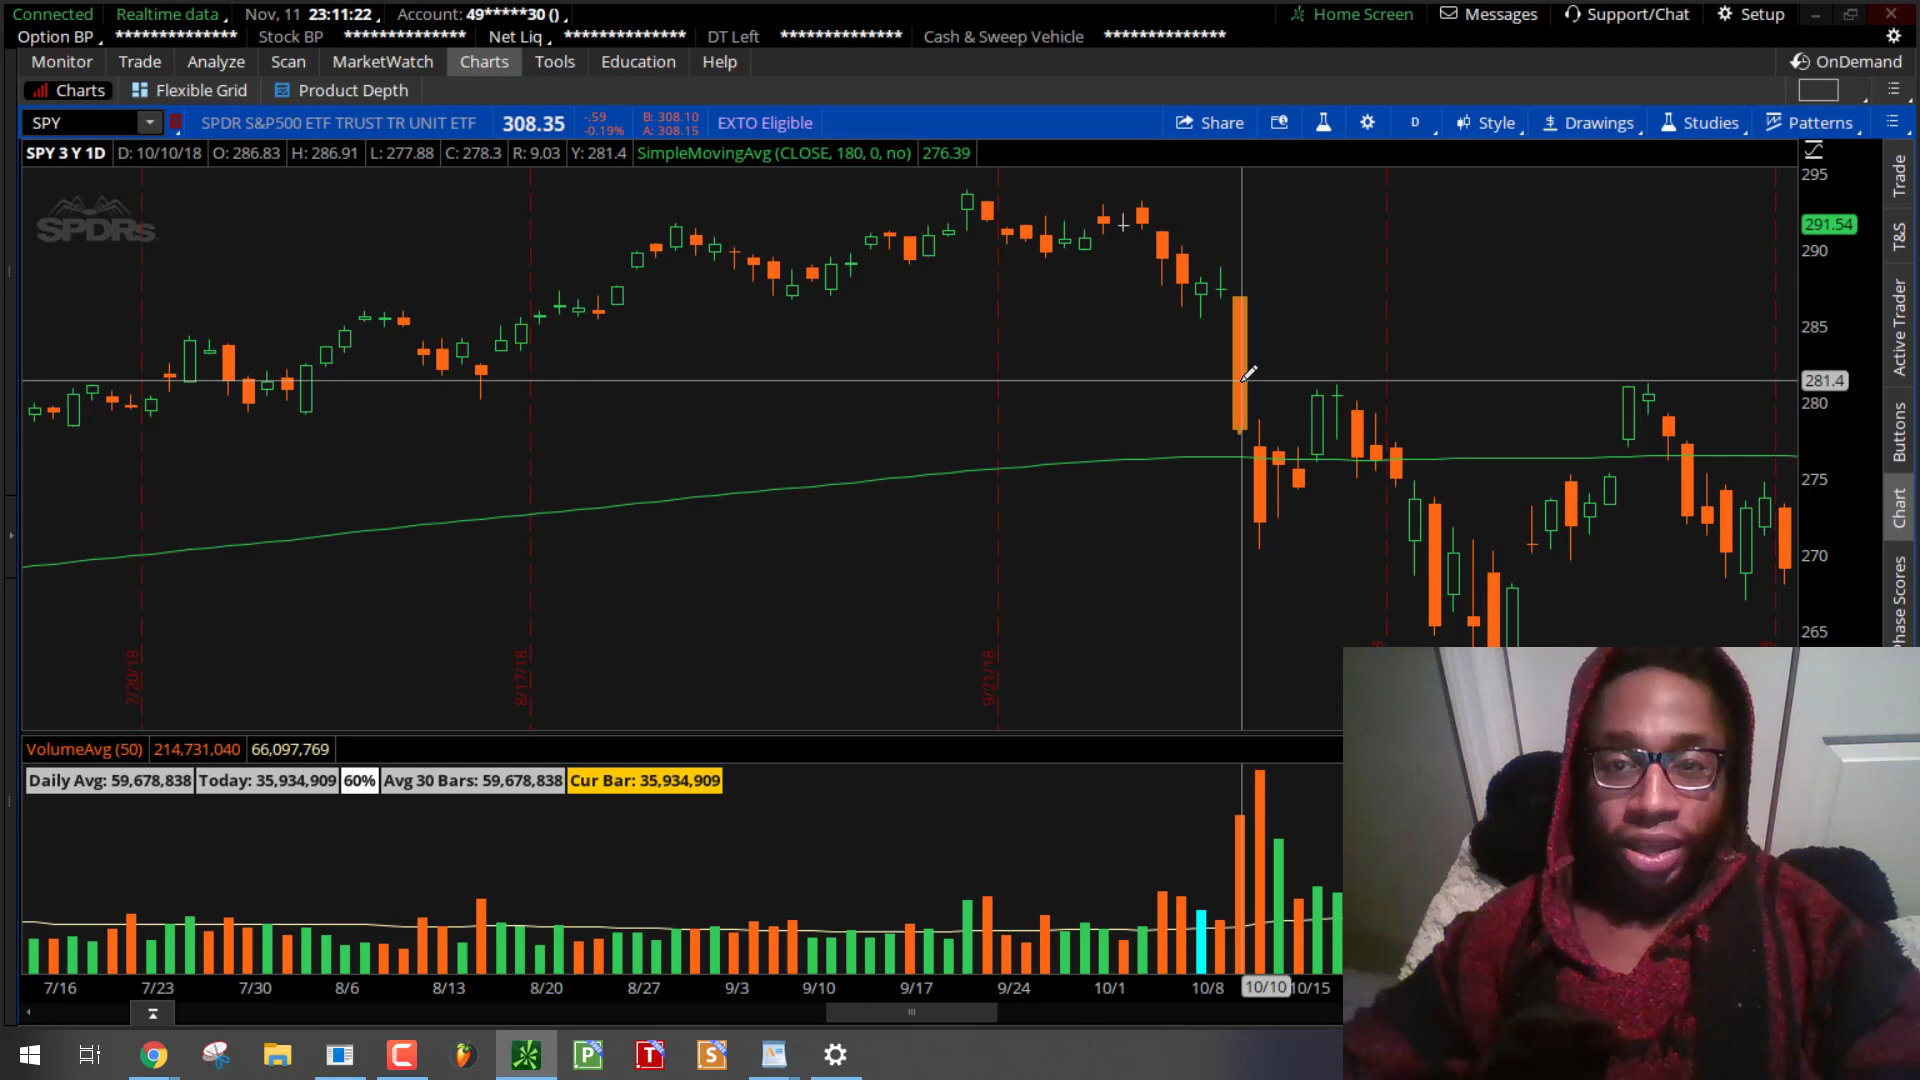 Connected Realtime data Nov, 11 23:11:22 Account: 49*****30 () Home Screen Messages Support/Chat Setup
Option BP ************** Stock BP ************** Net Liq ************** DT Left ************** Cash & Sweep Vehicle **************
Monitor Trade Analyze Scan MarketWatch Charts Tools Education Help OnDemand
Charts Flexible Grid Product Depth
SPY SPDR S&P500 ETF TRUST TR UNIT ETF 308.35 -.59 -0.19% B: 308.10 A: 308.15 EXTO Eligible Share D Style Drawings Studies Patterns
SPY 3 Y 1D D: 10/10/18 O: 286.83 H: 286.91 L: 277.88 C: 278.3 R: 9.03 Y: 281.4 SimpleMovingAvg (CLOSE, 180, 0, no) 276.39
SPDRs
295
291.54
290
285
281.4
280
275
270
265
Trade
T&S
Active Trader
Buttons
Chart
Phase Scores
7/20/18
8/17/18
9/21/18
VolumeAvg (50) 214,731,040 66,097,769
Daily Avg: 59,678,838 Today: 35,934,909 60% Avg 30 Bars: 59,678,838 Cur Bar: 35,934,909
7/16 7/23 7/30 8/6 8/13 8/20 8/27 9/3 9/10 9/17 9/24 10/1 10/8 10/10 10/15
P T S